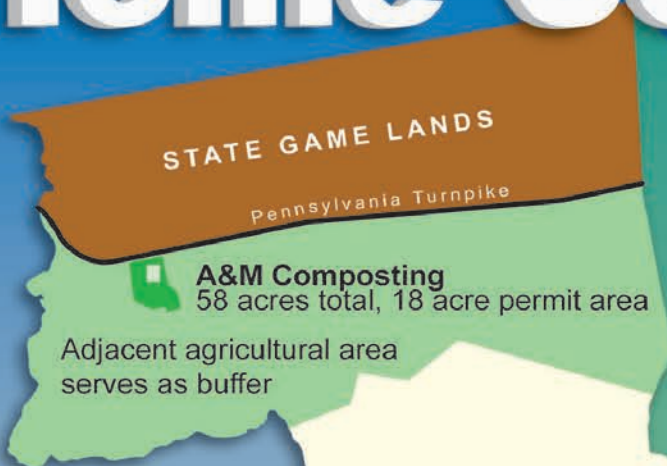 STATE GAME LANDS
Pennsylvania Turnpike
A&M Composting
58 acres total, 18 acre permit area
Adjacent agricultural area
serves as buffer